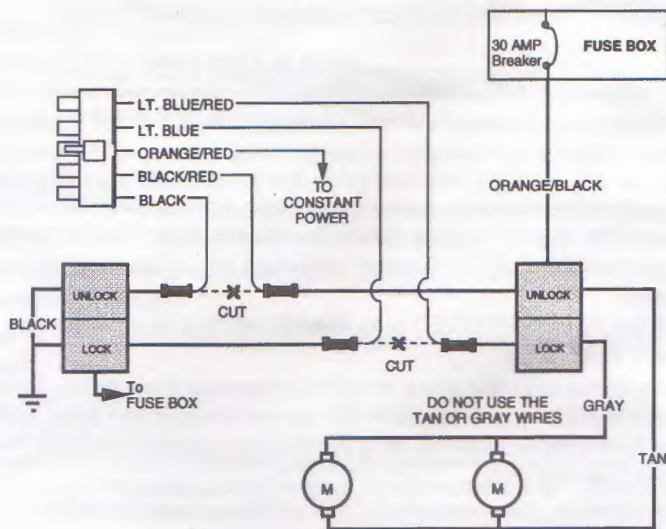 30 AMP
Breaker
FUSE BOX
LT. BLUE/RED
LT. BLUE
ORANGE/RED
BLACK/RED
BLACK
TO
CONSTANT
POWER
ORANGE/BLACK
UNLOCK
CUT
UNLOCK
BLACK
LOCK
CUT
LOCK
To
FUSE BOX
DO NOT USE THE
TAN OR GRAY WIRES
GRAY
TAN
M
M